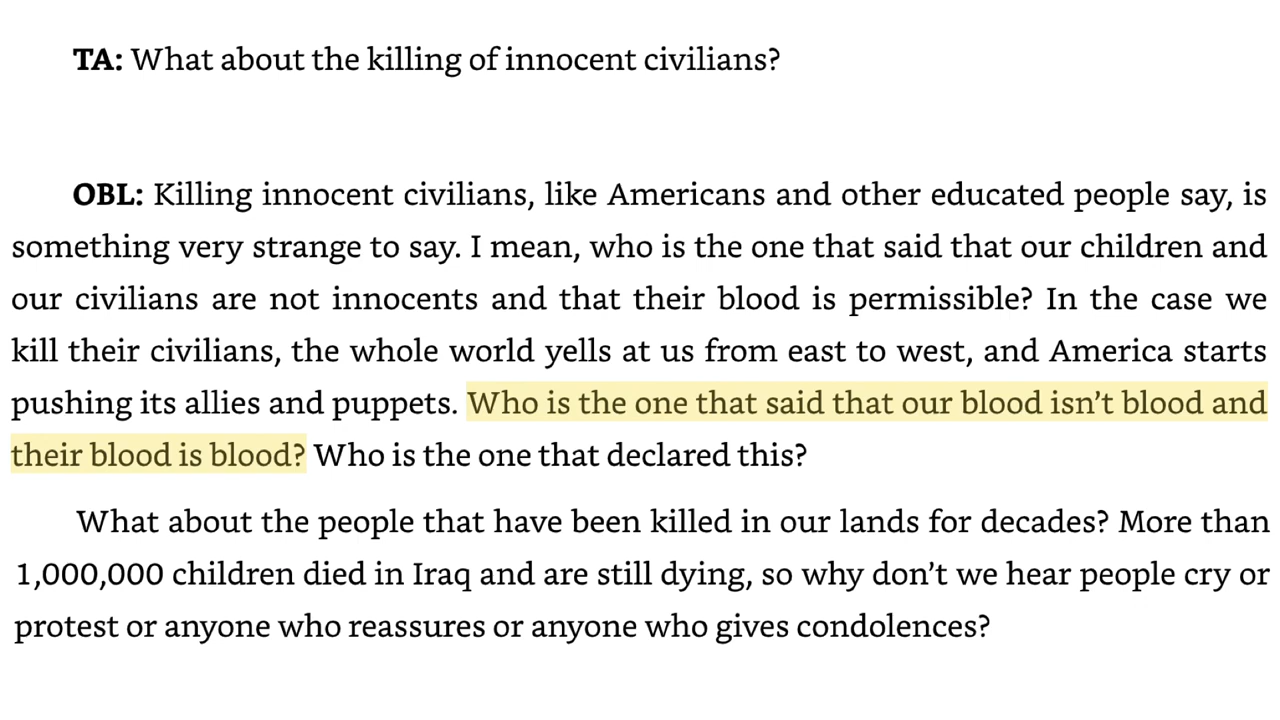 TA: What about the killing of innocent civilians?
OBL: Killing innocent civilians, like Americans and other educated people say, is
something very strange to say. I mean, who is the one that said that our children and
our civilians are not innocents and that their blood is permissible? In the case we
kill their civilians, the whole world yells at us from east to west, and America starts
pushing its allies and puppets. Who is the one that said that our blood isn’t blood and
their blood is blood? Who is the one that declared this?
What about the people that have been killed in our lands for decades? More than
1,000,000 children died in Iraq and are still dying, so why don’t we hear people cry or
protest or anyone who reassures or anyone who gives condolences?